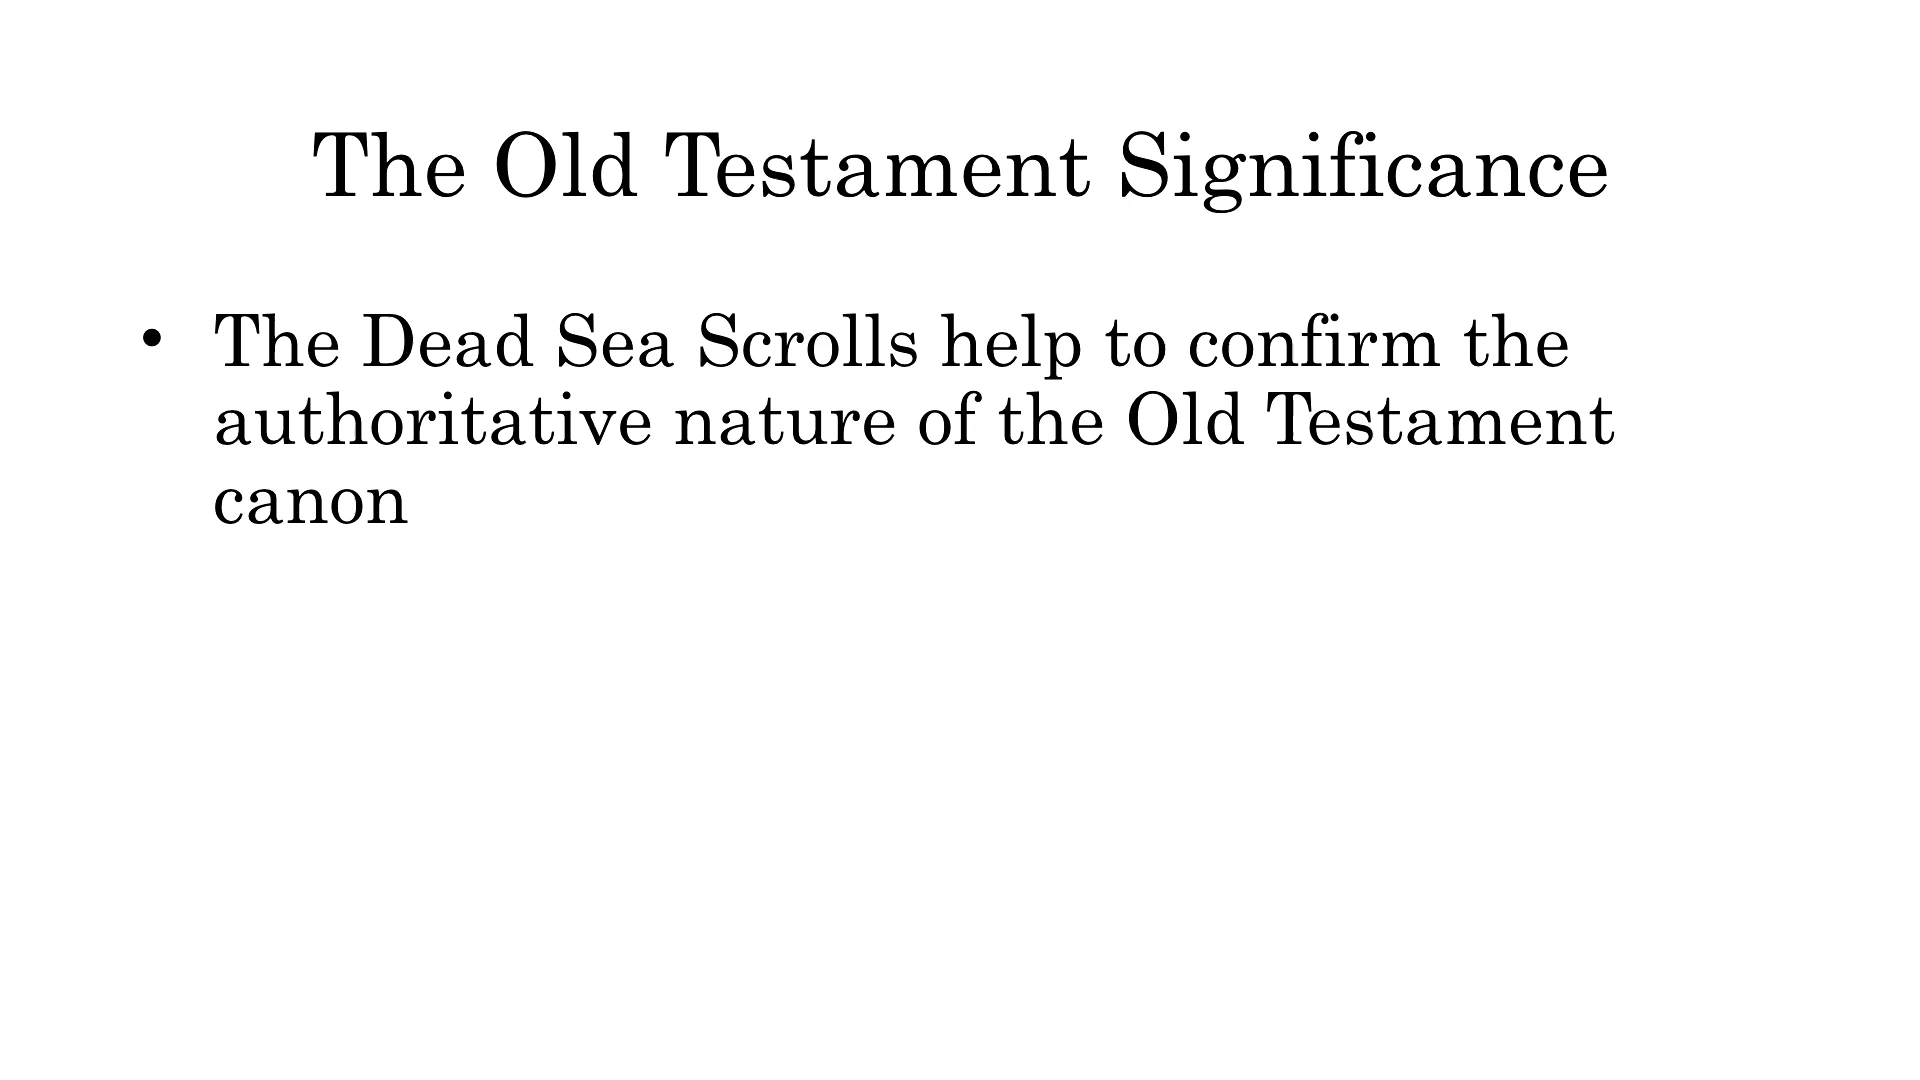 The Old Testament Significance
• The Dead Sea Scrolls help to confirm the
authoritative nature of the Old Testament
canon